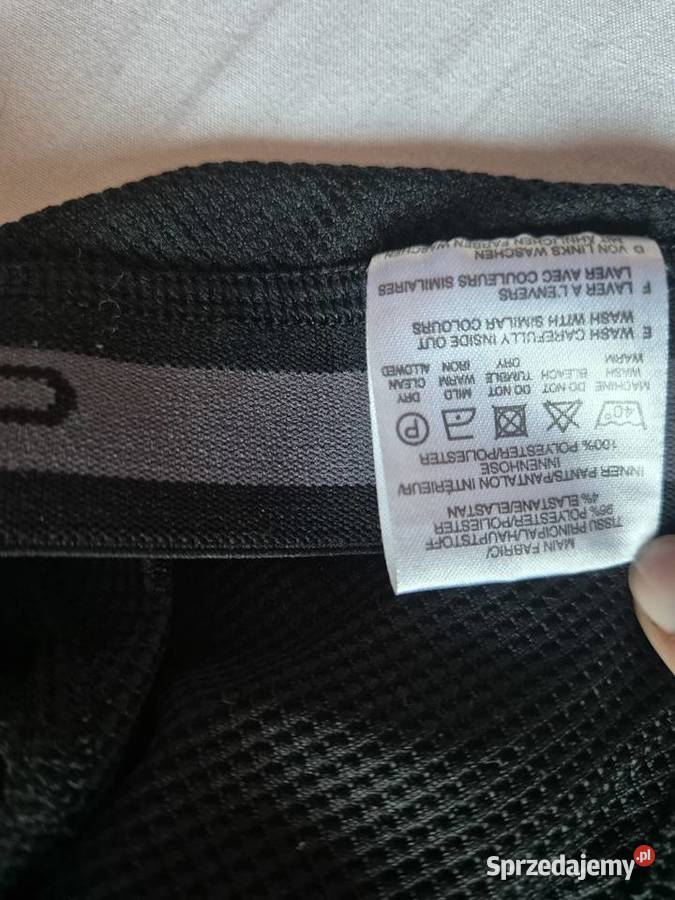 MAIN FABRIC/
TISSU PRINCIPAL/HAUPTSTOFF
96% POLYESTER/POLIESTER
4% ELASTANE/ELASTAN
INNER PANTS/PANTALON INTÉRIEUR/
INNENHOSE
100% POLYESTER/POLIESTER
40° P
MACHINE DO NOT DO NOT MILD DRY
WASH BLEACH TUMBLE WARM CLEAN
WARM DRY IRON ALLOWED
E WASH CAREFULLY INSIDE OUT
WASH WITH SIMILAR COLOURS
F LAVER A L'ENVERS
LAVER AVEC COULEURS SIMILAIRES
D VON LINKS WASCHEN
MIT ÄHNLICHEN FARBEN WASCHEN
Sprzedajemy.pl